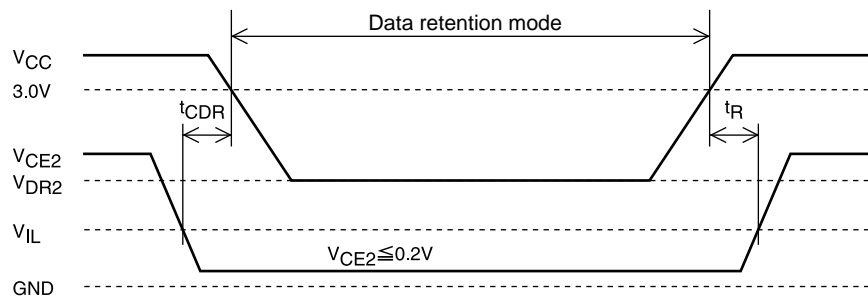 Data retention mode
VCC
3.0V
tCDR
tR
VCE2
VDR2
VIL
VCE2≦0.2V
GND